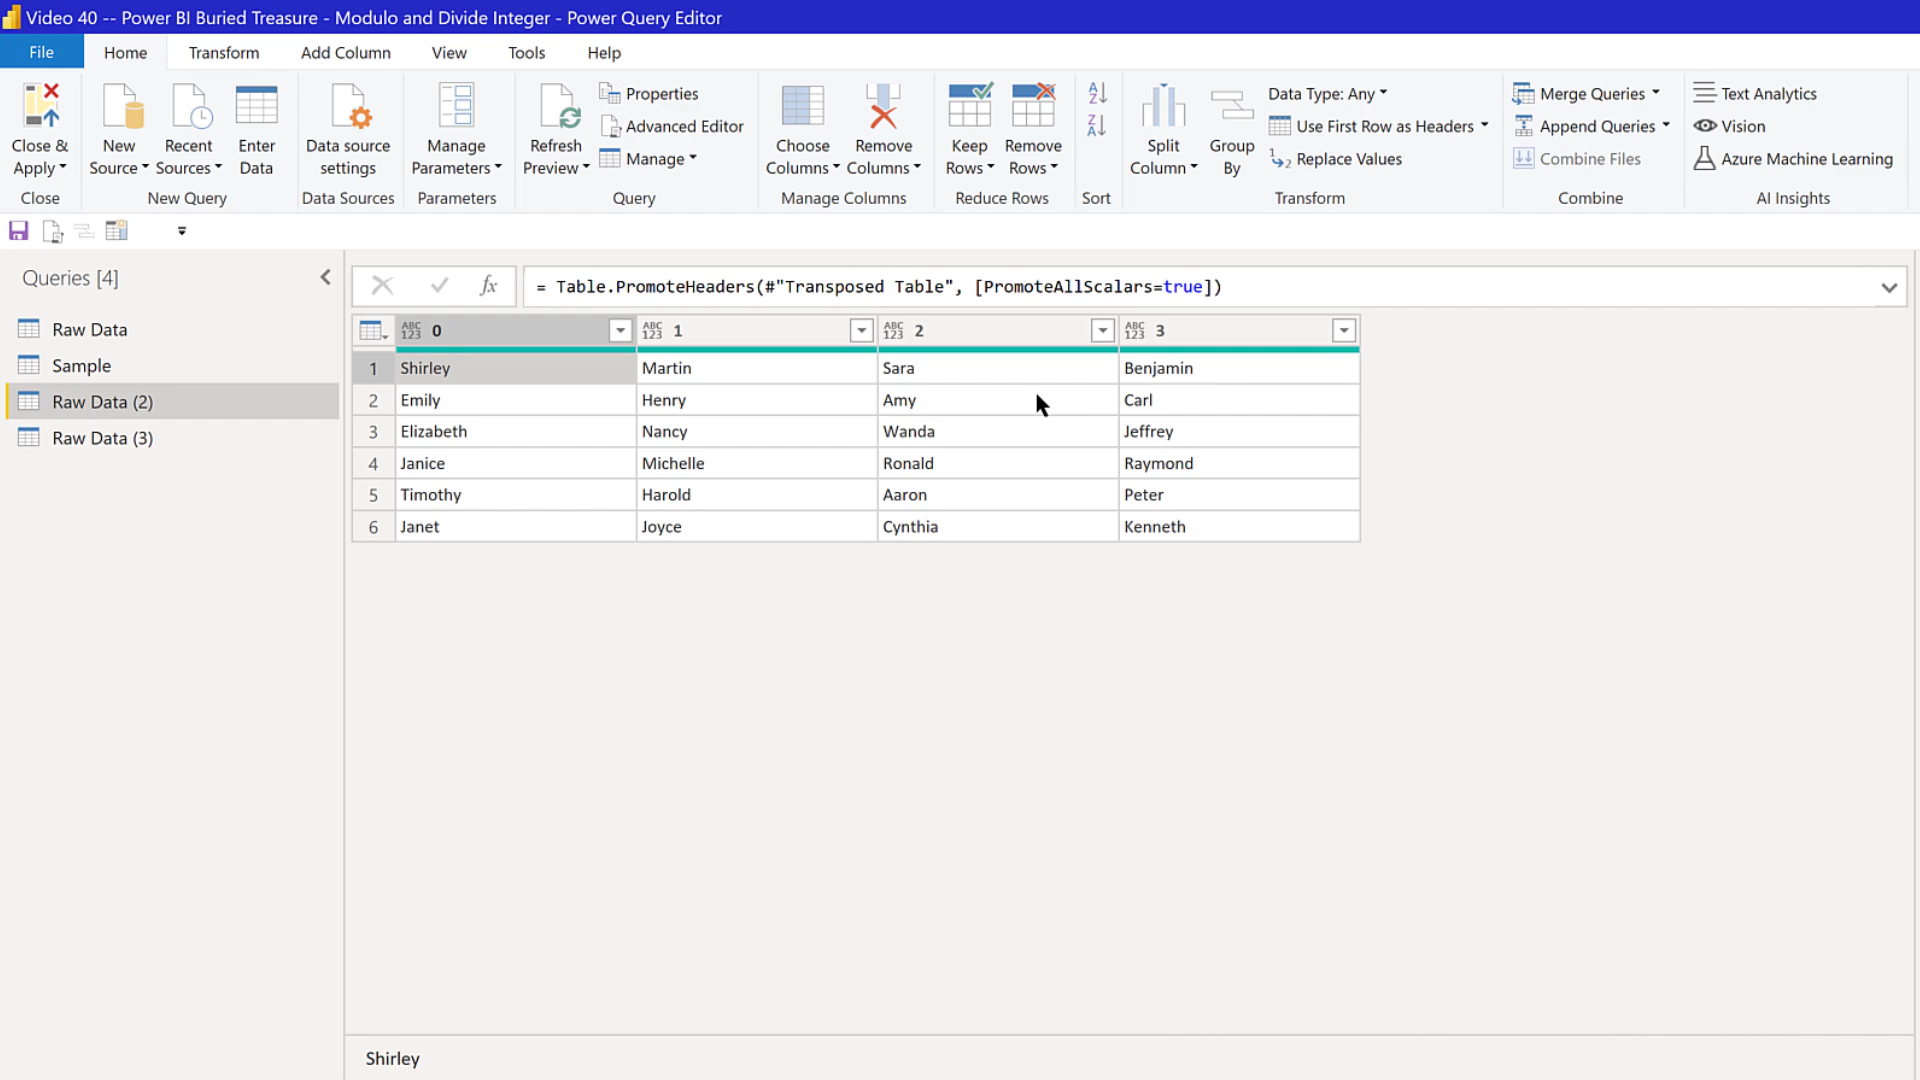 Video 40 -- Power BI Buried Treasure - Modulo and Divide Integer - Power Query Editor
File Home Transform Add Column View Tools Help
Close & Apply
New Source
Recent Sources
Enter Data
Data source settings
Manage Parameters
Refresh Preview
Properties
Advanced Editor
Manage
Choose Columns
Remove Columns
Keep Rows
Remove Rows
A Z
Z A
Split Column
Group By
Data Type: Any
Use First Row as Headers
1 2 Replace Values
Merge Queries
Append Queries
Combine Files
Text Analytics
Vision
Azure Machine Learning
Close New Query Data Sources Parameters Query Manage Columns Reduce Rows Sort Transform Combine AI Insights
Queries [4]
Raw Data
Sample
Raw Data (2)
Raw Data (3)
fx = Table.PromoteHeaders(#"Transposed Table", [PromoteAllScalars=true])
ABC 123 0 ABC 123 1 ABC 123 2 ABC 123 3
1 Shirley Martin Sara Benjamin
2 Emily Henry Amy Carl
3 Elizabeth Nancy Wanda Jeffrey
4 Janice Michelle Ronald Raymond
5 Timothy Harold Aaron Peter
6 Janet Joyce Cynthia Kenneth
Shirley